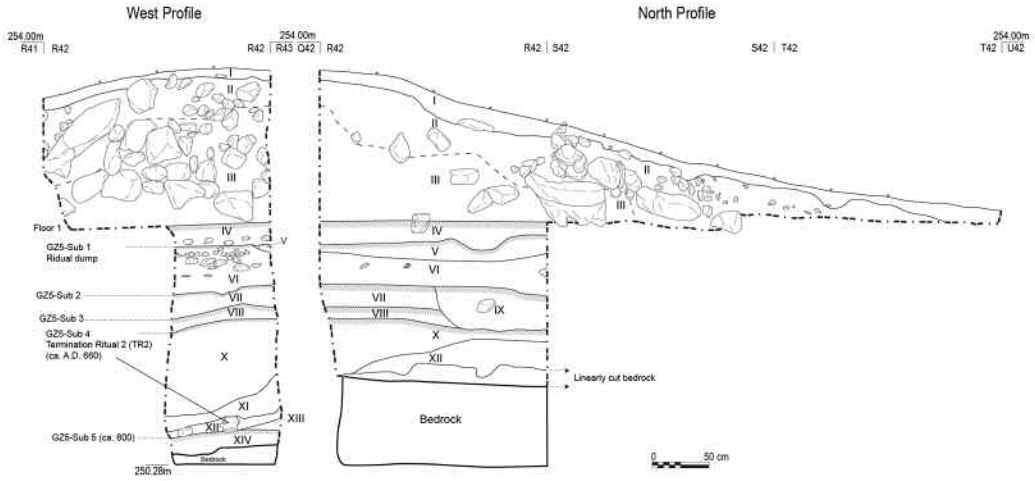 West Profile
North Profile
254.00m
254.00m
254.00m
R41 R42
R42 R43 Q42 R42
R42 S42
S42 T42
T42 U42
I
II
III
I
II
III
II
III
Floor 1
IV
IV
GZ5-Sub 1
Ridual dump
V
V
VI
VI
GZ5-Sub 2
VII
VII
IX
GZ5-Sub 3
VIII
VIII
GZ5-Sub 4
Termination Ritual 2 (TR2)
(ca. A.D. 660)
X
X
XII
Linearly cut bedrock
XI
XII
XIII
Bedrock
GZ5-Sub 5 (ca. 600)
XIV
Bedrock
250.28m
0 50 cm